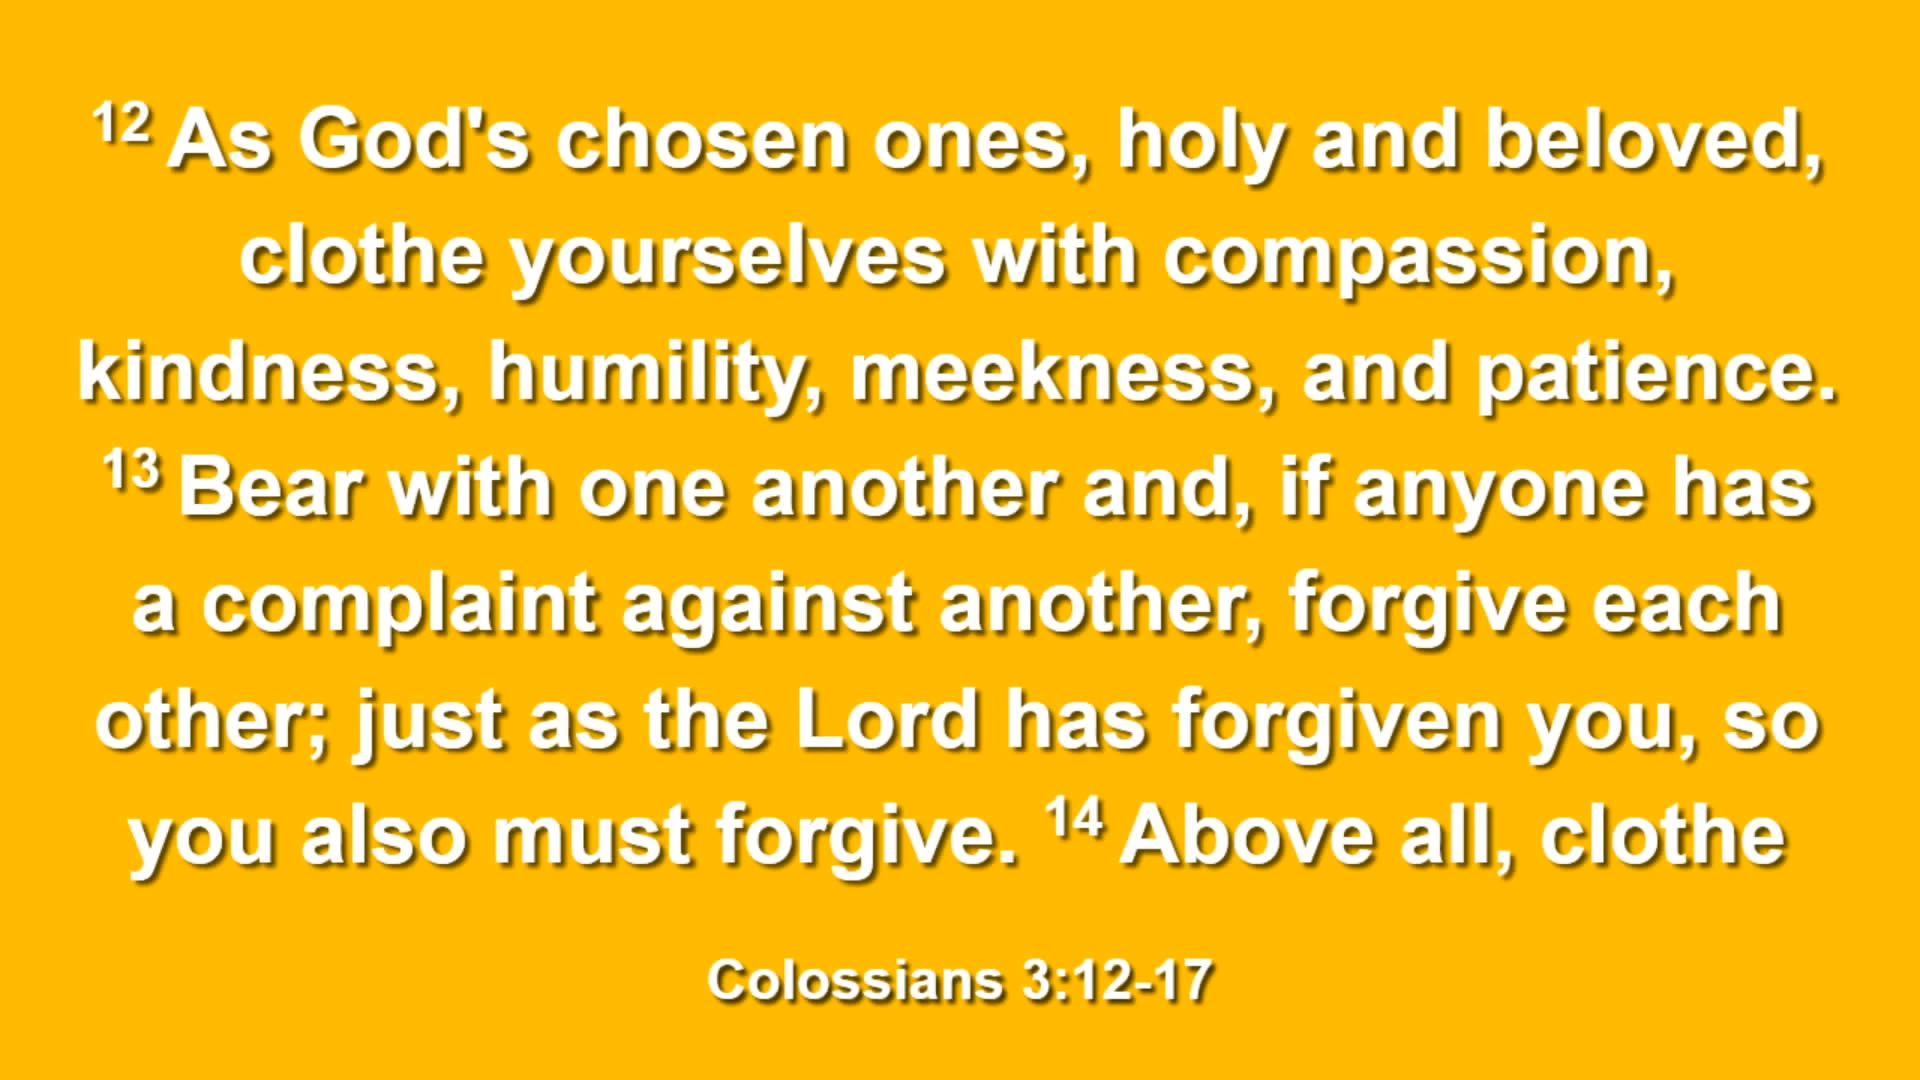 12 As God's chosen ones, holy and beloved,
clothe yourselves with compassion,
kindness, humility, meekness, and patience.
13 Bear with one another and, if anyone has
a complaint against another, forgive each
other; just as the Lord has forgiven you, so
you also must forgive. 14 Above all, clothe
Colossians 3:12-17